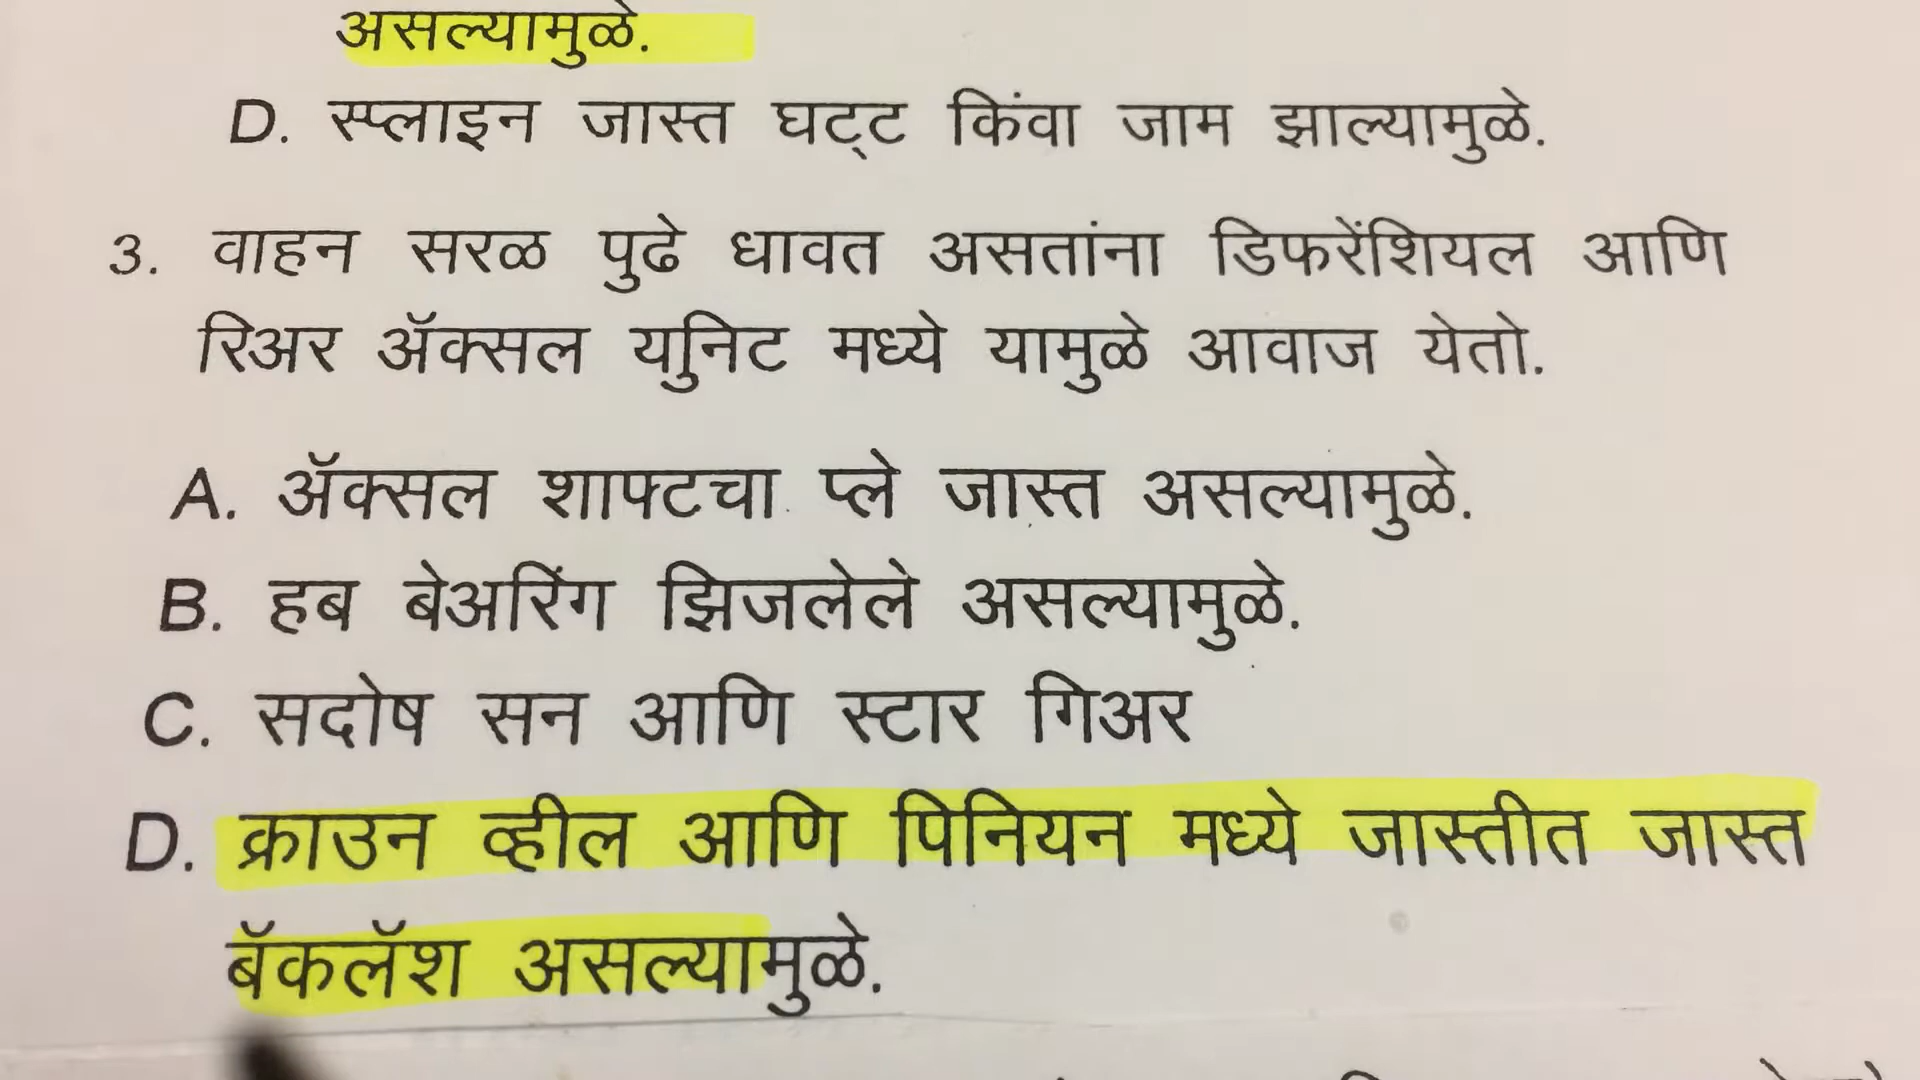 असल्यामुळे.
D. स्प्लाइन जास्त घट्ट किंवा जाम झाल्यामुळे.
3. वाहन सरळ पुढे धावत असतांना डिफरेंशियल आणि
रिअर ॲक्सल युनिट मध्ये यामुळे आवाज येतो.
A. ॲक्सल शाफ्टचा प्ले जास्त असल्यामुळे.
B. हब बेअरिंग झिजलेले असल्यामुळे.
C. सदोष सन आणि स्टार गिअर
D. क्राउन व्हील आणि पिनियन मध्ये जास्तीत जास्त
बॅकलॅश असल्यामुळे.